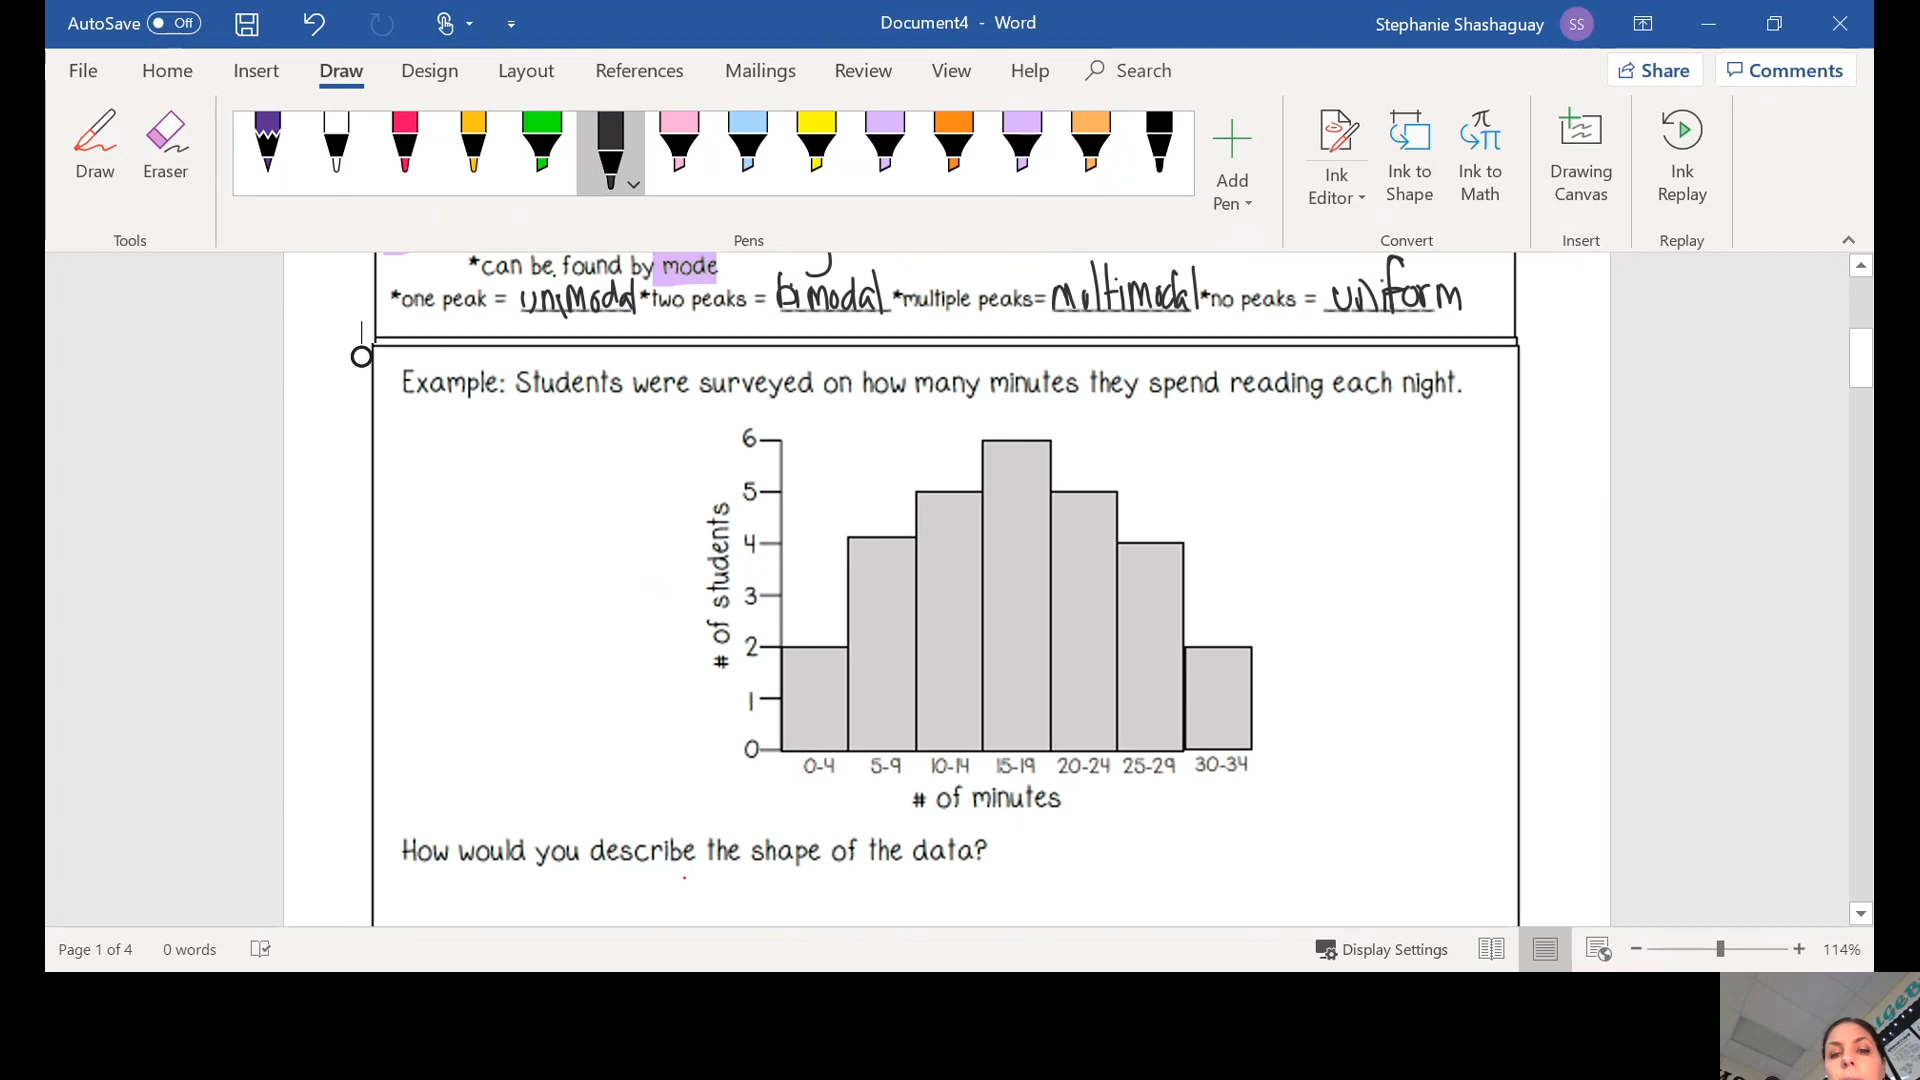 AutoSave Off
Document4 - Word
Stephanie Shashaguay SS
File Home Insert Draw Design Layout References Mailings Review View Help Search
Share Comments
Draw Eraser
Add Pen
Ink Editor
Ink to Shape
Ink to Math
Drawing Canvas
Ink Replay
Tools Pens Convert Insert Replay
*can be found by mode
*one peak = unimodal *two peaks = bimodal *multiple peaks= multimodal *no peaks = uniform
Example: Students were surveyed on how many minutes they spend reading each night.
# of students
6
5
4
3
2
1
0
0-4 5-9 10-14 15-19 20-24 25-29 30-34
# of minutes
How would you describe the shape of the data?
Page 1 of 4 0 words Display Settings 114%